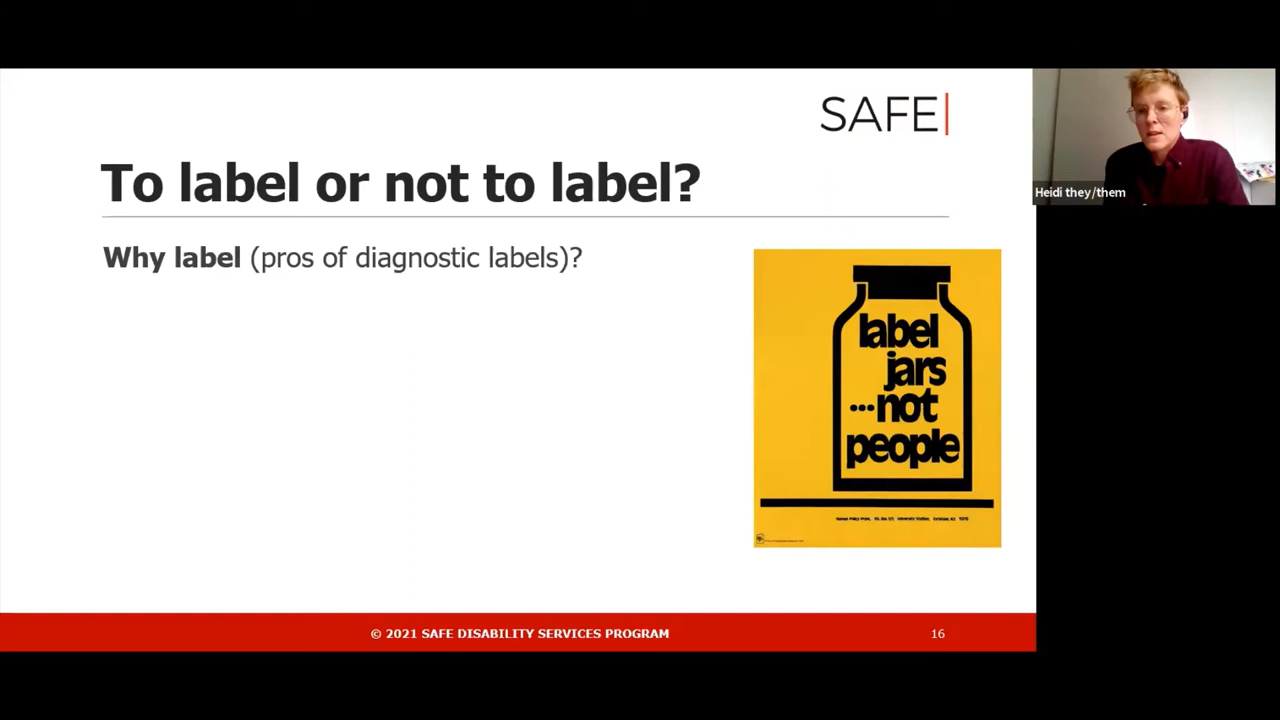 SAFE|
To label or not to label?
Why label (pros of diagnostic labels)?
label
jars
...not
people
© 2021 SAFE DISABILITY SERVICES PROGRAM
16
Heidi they/them